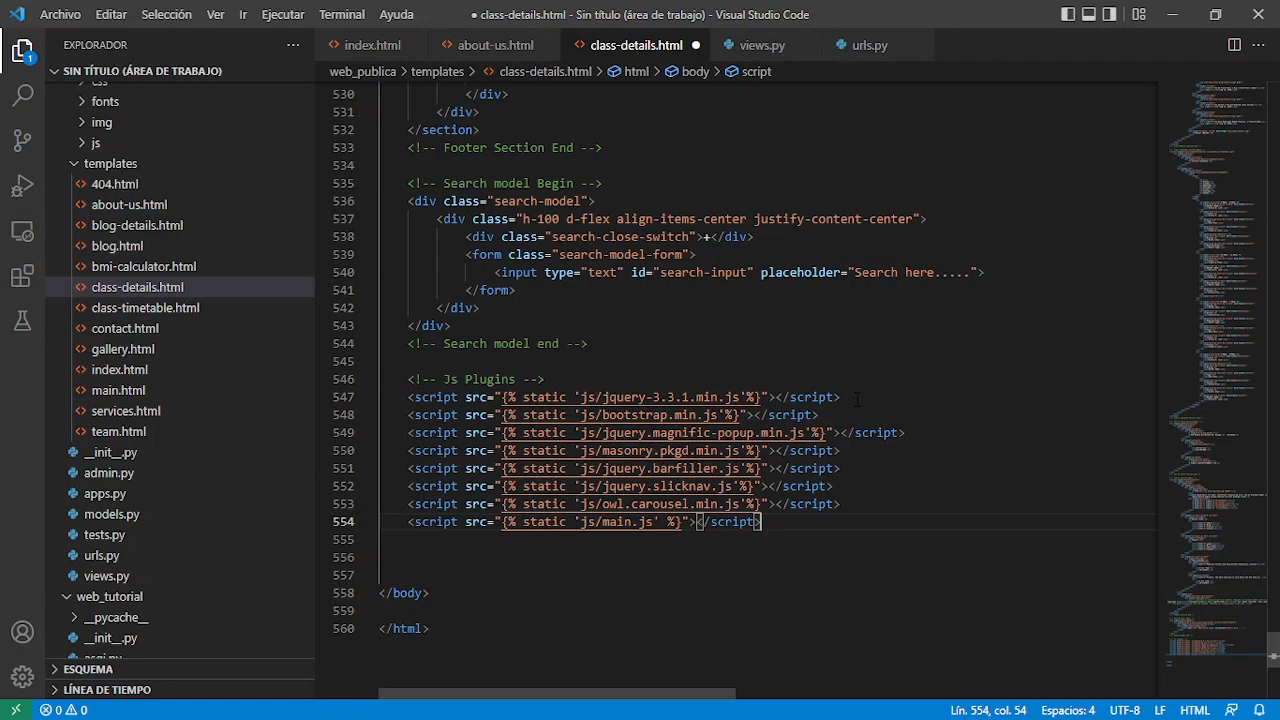 Archivo Editar Selección Ver Ir Ejecutar Terminal Ayuda
● class-details.html - Sin título (área de trabajo) - Visual Studio Code
EXPLORADOR
index.html about-us.html class-details.html ● views.py urls.py
SIN TÍTULO (ÁREA DE TRABAJO)
web_publica > templates > class-details.html > html > body > script
css
fonts
img
js
templates
404.html
about-us.html
blog-details.html
blog.html
bmi-calculator.html
class-details.html
class-timetable.html
contact.html
gallery.html
index.html
main.html
services.html
team.html
__init__.py
admin.py
apps.py
models.py
tests.py
urls.py
views.py
web_tutorial
__pycache__
__init__.py
asgi.py
ESQUEMA
LÍNEA DE TIEMPO
1
530 </div>
531 </div>
532 </section>
533 <!-- Footer Section End -->
534
535 <!-- Search model Begin -->
536 <div class="search-model">
537 <div class="h-100 d-flex align-items-center justify-content-center">
538 <div class="search-close-switch">+</div>
539 <form class="search-model-form">
540 <input type="text" id="search-input" placeholder="Search here.....">
541 </form>
542 </div>
543 </div>
544 <!-- Search model end -->
545
546 <!-- Js Plugins -->
547 <script src="{% static 'js/jquery-3.3.1.min.js'%}"></script>
548 <script src="{% static 'js/bootstrap.min.js'%}"></script>
549 <script src="{% static 'js/jquery.magnific-popup.min.js'%}"></script>
550 <script src="{% static 'js/masonry.pkgd.min.js'%}"></script>
551 <script src="{% static 'js/jquery.barfiller.js'%}"></script>
552 <script src="{% static 'js/jquery.slicknav.js'%}"></script>
553 <script src="{% static 'js/owl.carousel.min.js'%}"></script>
554 <script src="{% static 'js/main.js' %}"></script>
555
556
557
558 </body>
559
560 </html>
0 0
Lín. 554, col. 54 Espacios: 4 UTF-8 LF HTML